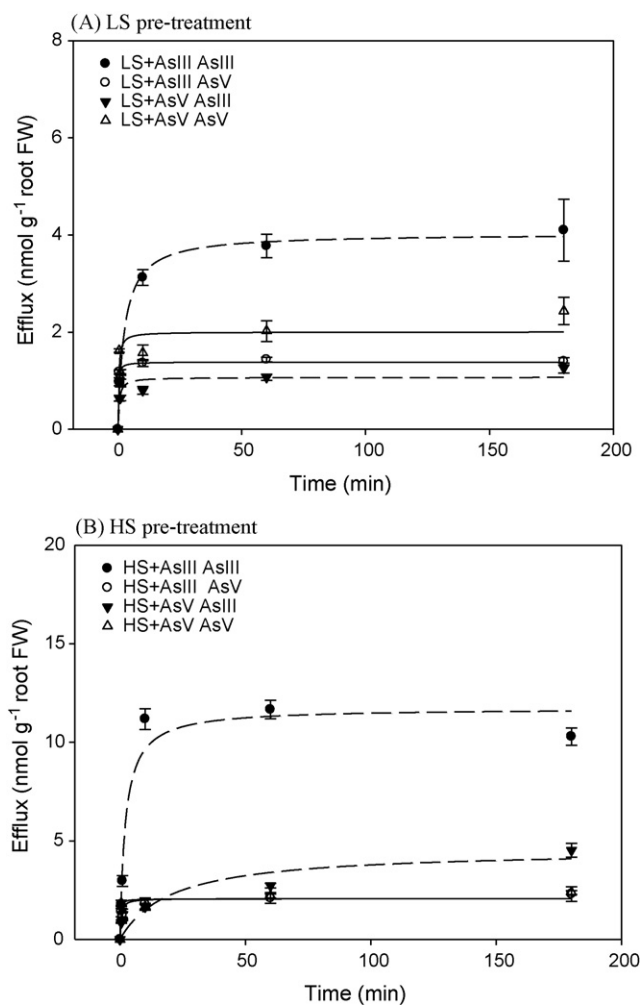 (A) LS pre-treatment
8
6
4
2
0
Efflux (nmol g⁻¹ root FW)
LS+AsIII AsIII
LS+AsIII AsV
LS+AsV AsIII
LS+AsV AsV
0 50 100 150 200
Time (min)
(B) HS pre-treatment
20
15
10
5
0
Efflux (nmol g⁻¹ root FW)
HS+AsIII AsIII
HS+AsIII AsV
HS+AsV AsIII
HS+AsV AsV
0 50 100 150 200
Time (min)